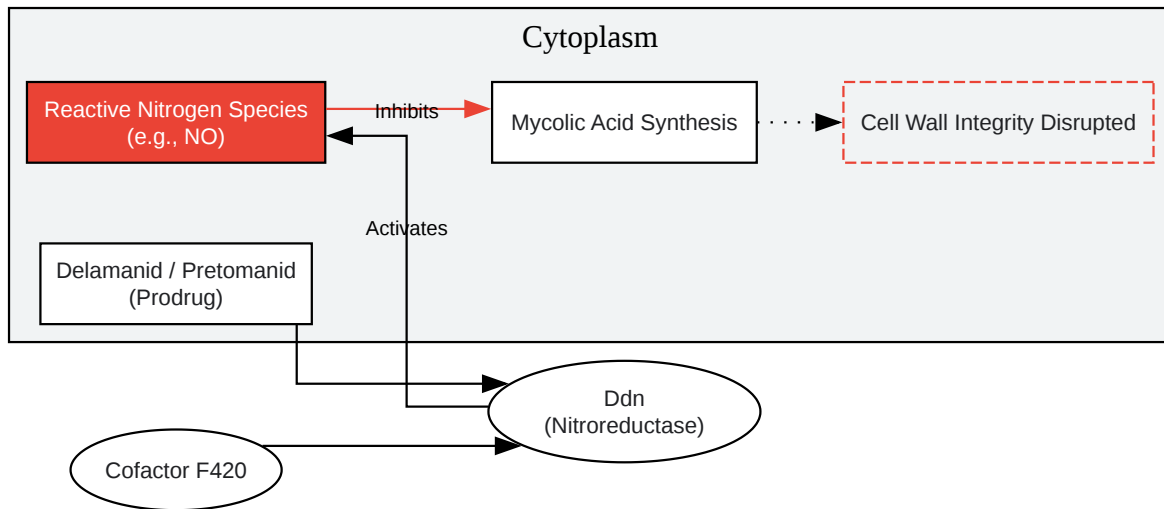 Cytoplasm
Reactive Nitrogen Species
(e.g., NO)
Inhibits
Mycolic Acid Synthesis
Cell Wall Integrity Disrupted
Activates
Delamanid / Pretomanid
(Prodrug)
Ddn
(Nitroreductase)
Cofactor F420